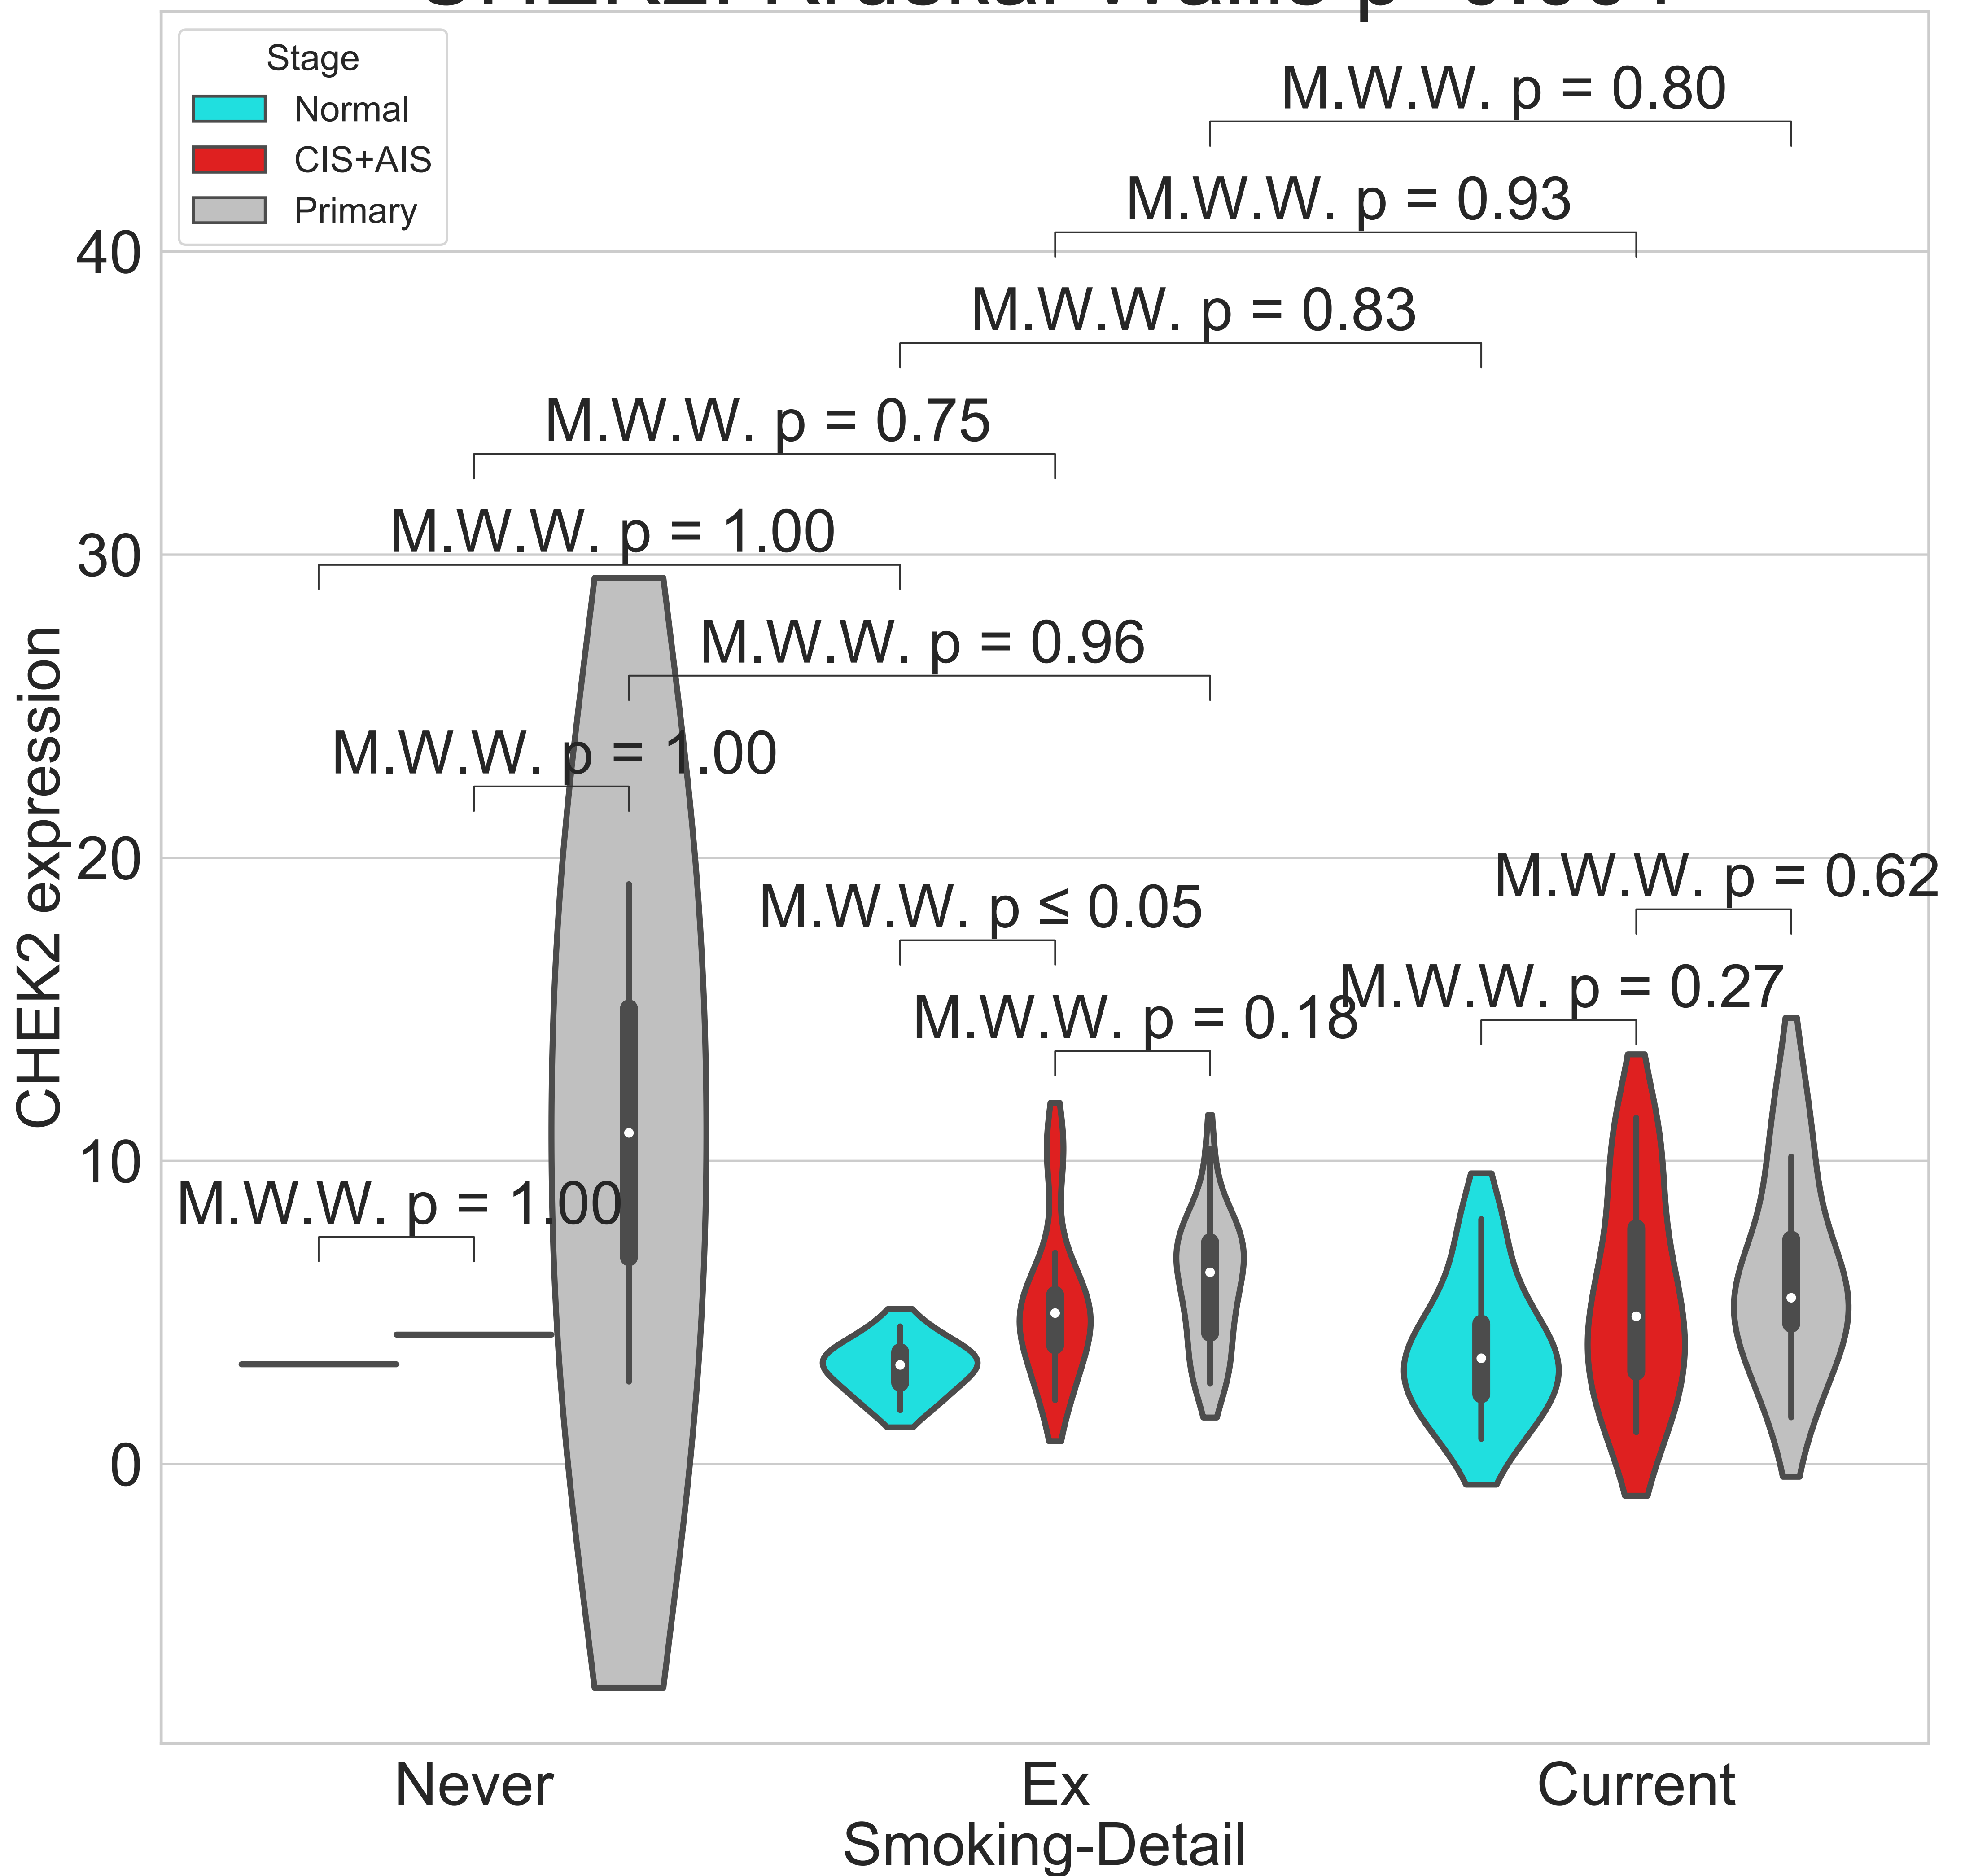 Stage
Normal
CIS+AIS
Primary
M.W.W. p = 0.80
M.W.W. p = 0.93
M.W.W. p = 0.83
M.W.W. p = 0.75
M.W.W. p = 1.00
M.W.W. p = 0.96
M.W.W. p = 1.00
M.W.W. p ≤ 0.05
M.W.W. p = 0.62
M.W.W. p = 0.18
M.W.W. p = 0.27
M.W.W. p = 1.00
40
30
20
10
0
CHEK2 expression
Never
Ex
Current
Smoking-Detail